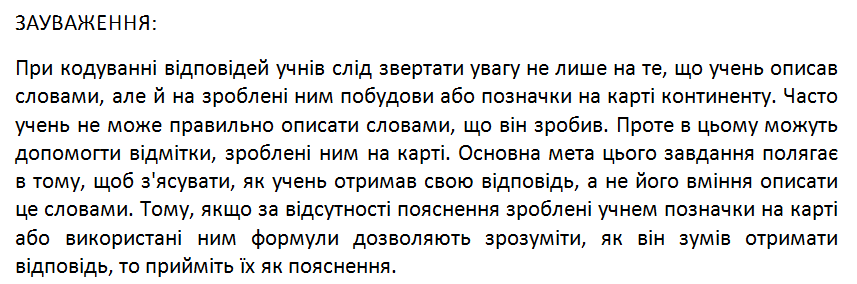 ЗАУВАЖЕННЯ:
При кодуванні відповідей учнів слід звертати увагу не лише на те, що учень описав
словами, але й на зроблені ним побудови або позначки на карті континенту. Часто
учень не може правильно описати словами, що він зробив. Проте в цьому можуть
допомогти відмітки, зроблені ним на карті. Основна мета цього завдання полягає
в тому, щоб з'ясувати, як учень отримав свою відповідь, а не його вміння описати
це словами. Тому, якщо за відсутності пояснення зроблені учнем позначки на карті
або використані ним формули дозволяють зрозуміти, як він зумів отримати
відповідь, то прийміть їх як пояснення.